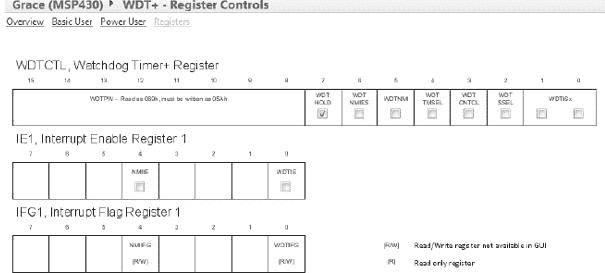 Grace (MSP430) ▸ WDT+ - Register Controls
Overview Basic User Power User Registers
WDTCTL, Watchdog Timer+ Register
15 14 13 12 11 10 9 8 7 6 5 4 3 2 1 0
WDTPW – Read as 069h, must be written as 05Ah
WDT HOLD WDT NMIES WDTNMI WDT TMSEL WDT CNTCL WDT SSEL WDTISx
IE1, Interrupt Enable Register 1
7 6 5 4 3 2 1 0
NMIIE WDTIE
IFG1, Interrupt Flag Register 1
7 6 5 4 3 2 1 0
NMIIFG WDTIFG
[R/W] [R/W]
[R/W] Read/Write register not available in GUI
[R] Read only register